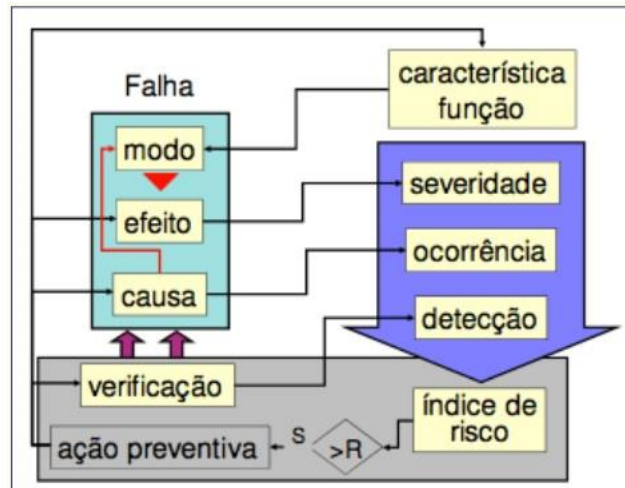 Falha
característica
função
modo
severidade
efeito
ocorrência
causa
detecção
verificação
índice de
risco
ação preventiva
S
>R